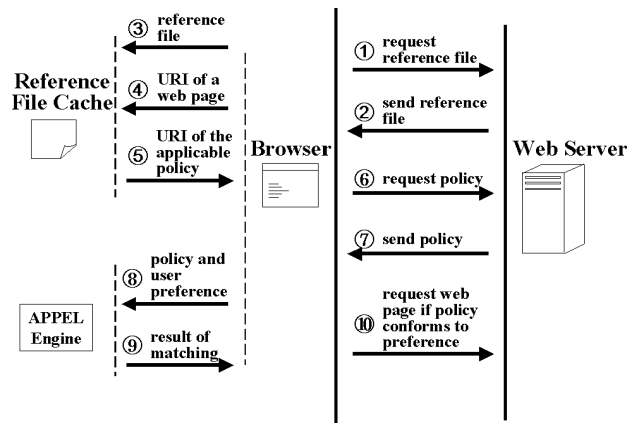 ③ reference
file
① request
reference file
Reference
File Cache
④ URI of a
web page
② send reference
file
⑤ URI of the
applicable
policy
Browser
Web Server
⑥ request policy
⑦ send policy
⑧ policy and
user
preference
⑩ request web
page if policy
conforms to
preference
APPEL
Engine
⑨ result of
matching